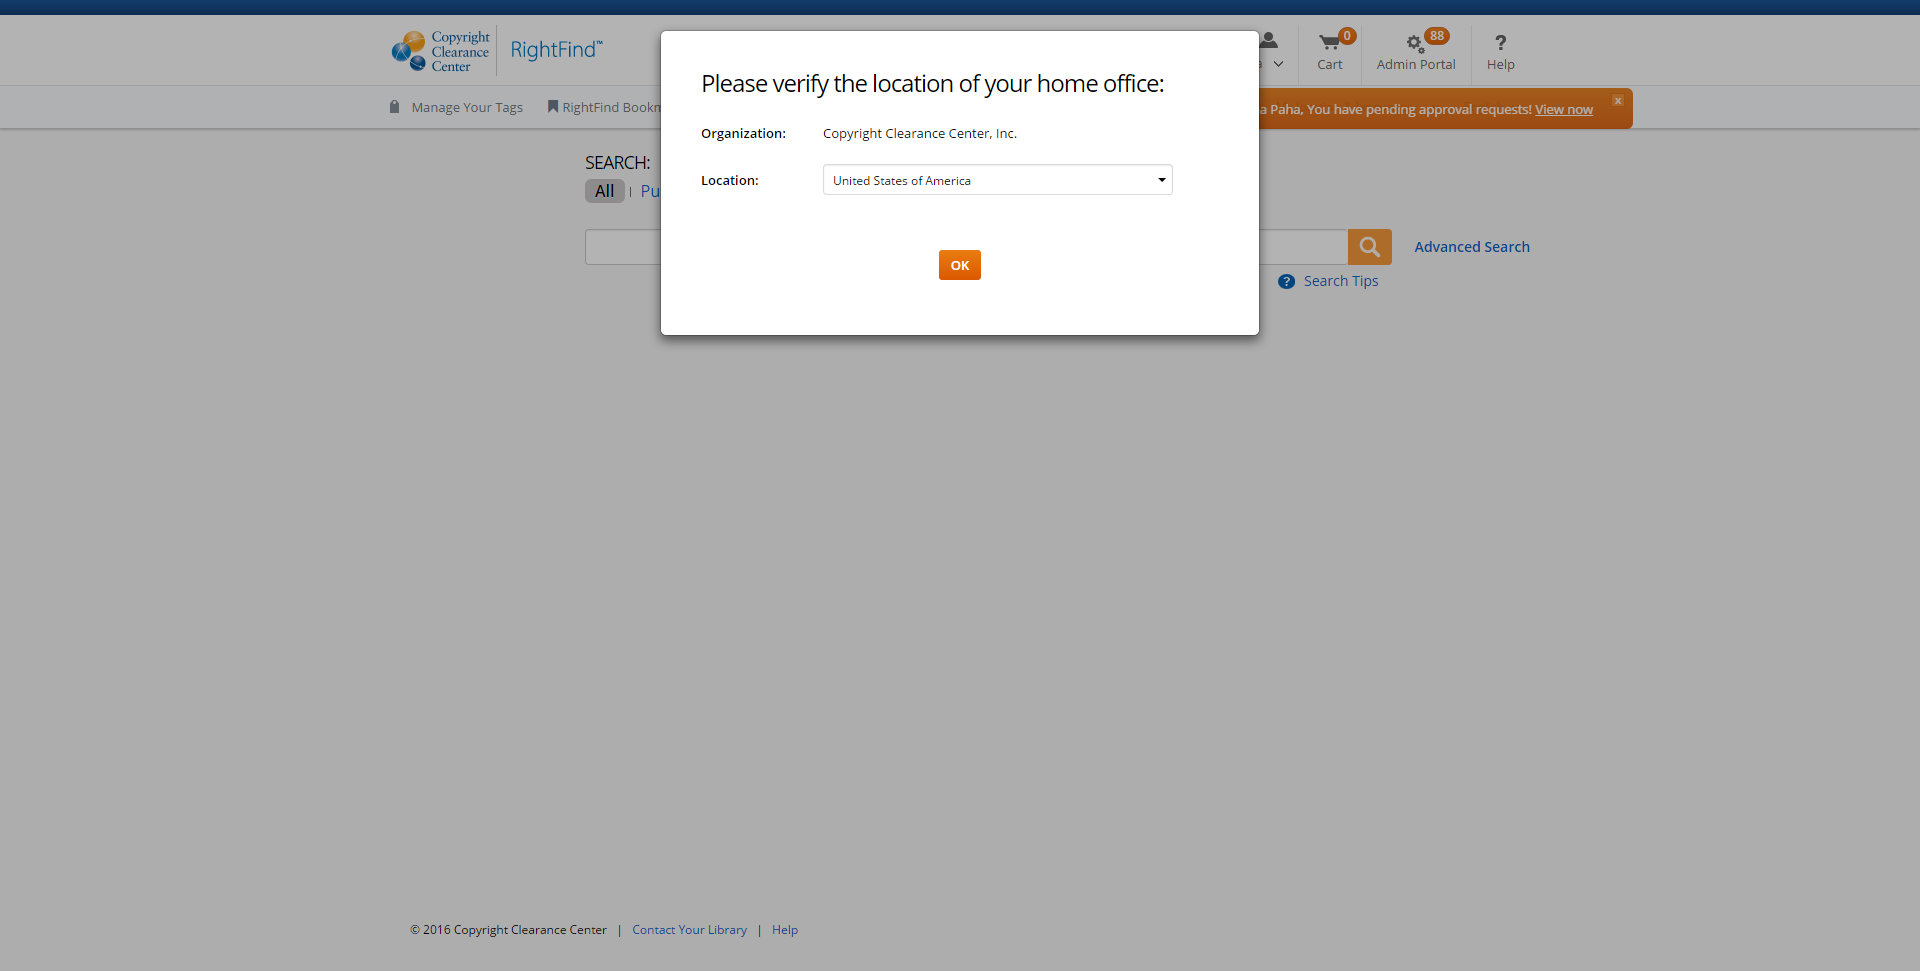 Copyright
Clearance
Center
RightFind™
0
Cart
88
Admin Portal
?
Help
Manage Your Tags
RightFind
Paha, You have pending approval requests! View now
x
Please verify the location of your home office:
Organization: Copyright Clearance Center, Inc.
Location: United States of America
OK
SEARCH:
All |
Advanced Search
? Search Tips
© 2016 Copyright Clearance Center | Contact Your Library | Help